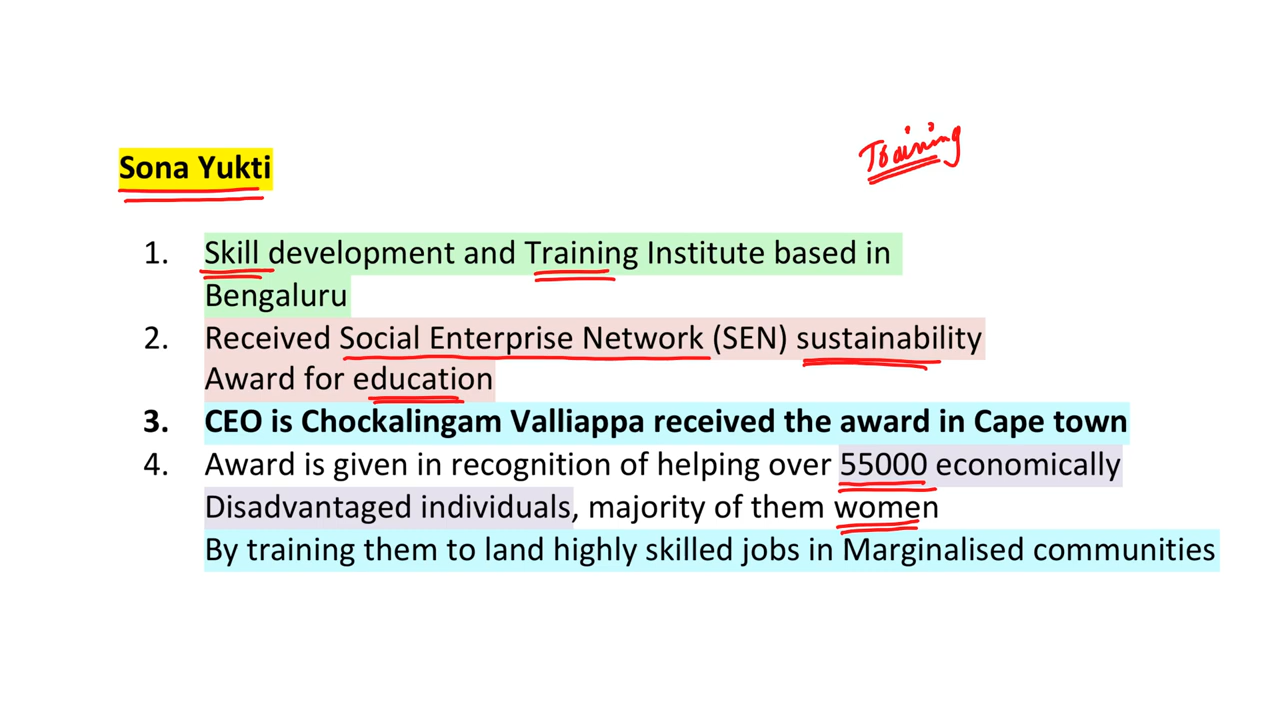 Training
Sona Yukti
1. Skill development and Training Institute based in
Bengaluru
2. Received Social Enterprise Network (SEN) sustainability
Award for education
3. CEO is Chockalingam Valliappa received the award in Cape town
4. Award is given in recognition of helping over 55000 economically
Disadvantaged individuals, majority of them women
By training them to land highly skilled jobs in Marginalised communities